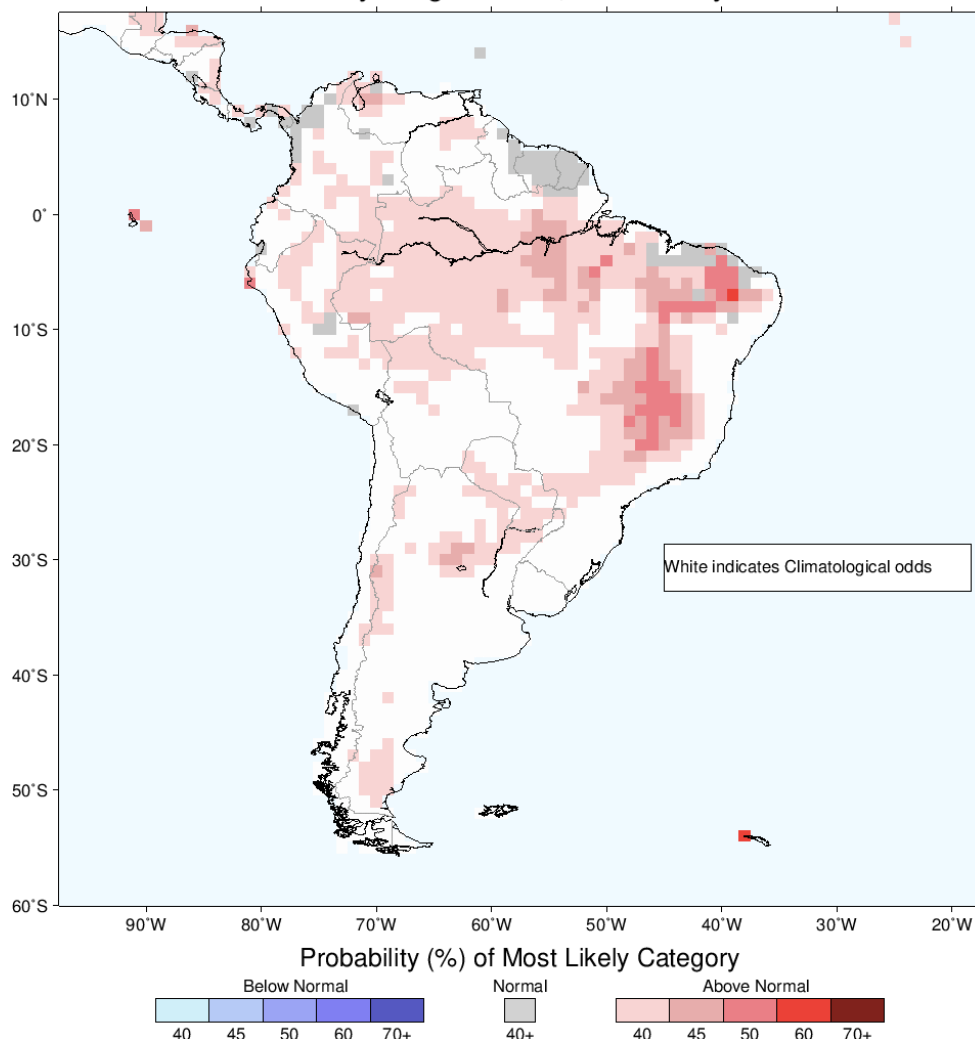 10˚N
0˚
10˚S
20˚S
30˚S
White indicates Climatological odds
40˚S
50˚S
60˚S
90˚W 80˚W 70˚W 60˚W 50˚W 40˚W 30˚W 20˚W
Probability (%) of Most Likely Category
Below Normal Normal Above Normal
40 45 50 60 70+ 40+ 40 45 50 60 70+